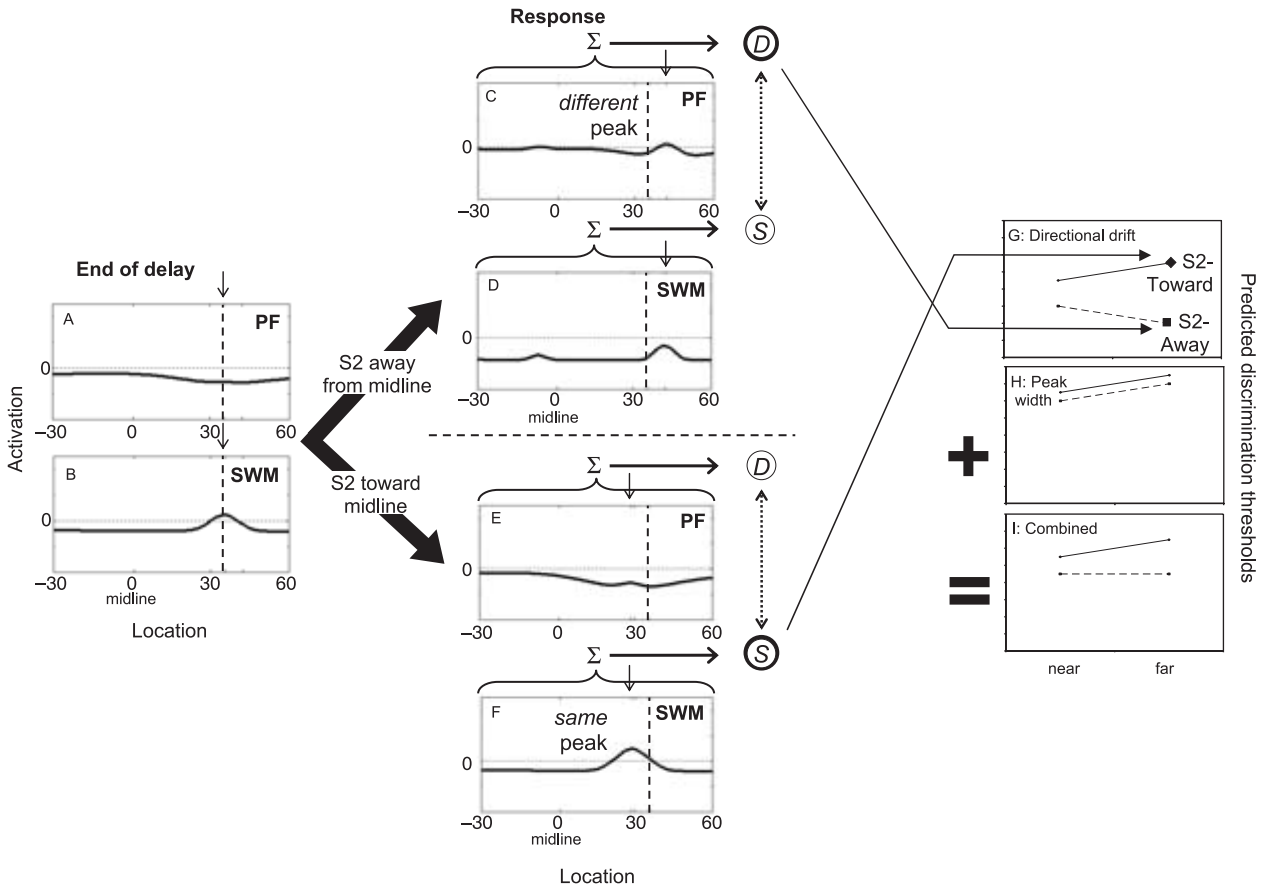 Response
Σ
D
C
different
peak
PF
0
–30
0
30
60
Σ
S
D
SWM
0
–30
0
30
60
midline
End of delay
A
PF
0
–30
0
30
60
B
SWM
0
–30
0
30
60
midline
Location
Activation
S2 away
from midline
S2 toward
midline
Σ
D
E
PF
0
–30
0
30
60
Σ
S
F
same
peak
SWM
0
–30
0
30
60
midline
Location
G: Directional drift
S2-
Toward
S2-
Away
+
H: Peak
width
=
I: Combined
near
far
Predicted discrimination thresholds